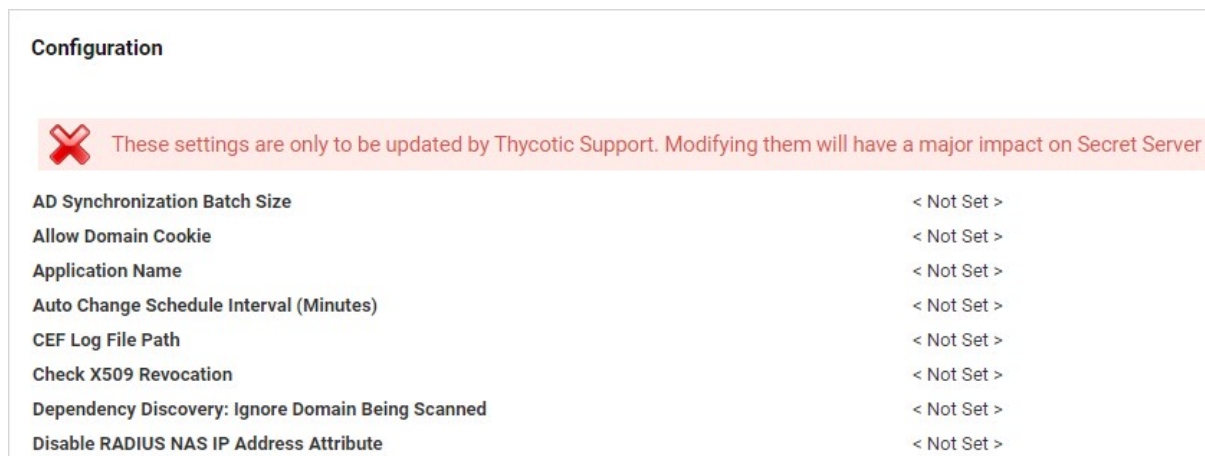 Configuration
These settings are only to be updated by Thycotic Support. Modifying them will have a major impact on Secret Server
AD Synchronization Batch Size < Not Set >
Allow Domain Cookie < Not Set >
Application Name < Not Set >
Auto Change Schedule Interval (Minutes) < Not Set >
CEF Log File Path < Not Set >
Check X509 Revocation < Not Set >
Dependency Discovery: Ignore Domain Being Scanned < Not Set >
Disable RADIUS NAS IP Address Attribute < Not Set >